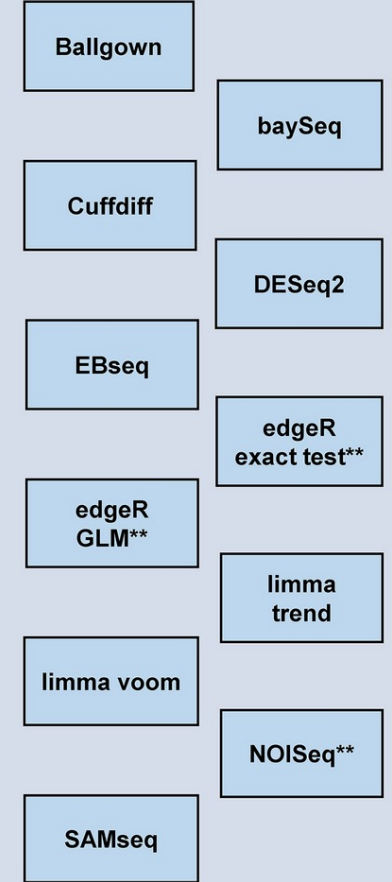 Ballgown
baySeq
Cuffdiff
DESeq2
EBseq
edgeR
exact test**
edgeR
GLM**
limma
trend
limma voom
NOISeq**
SAMseq